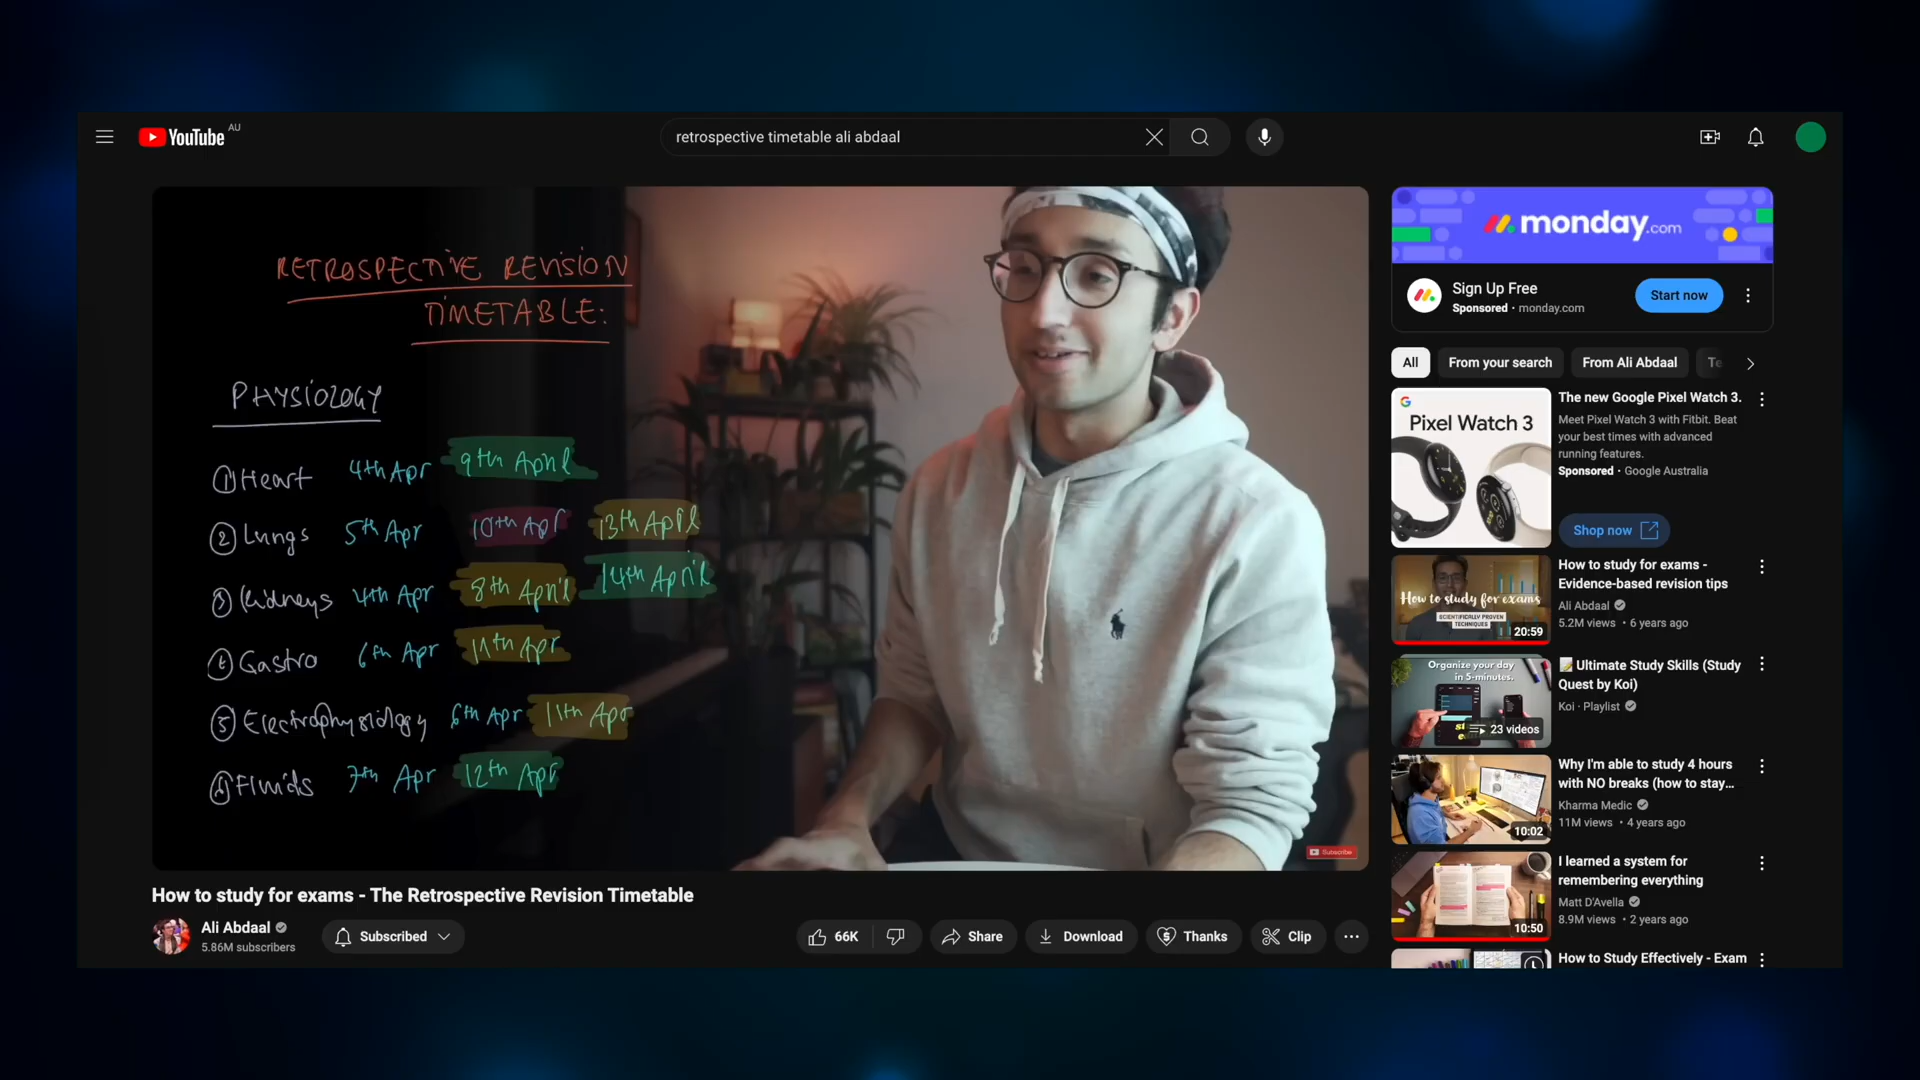 YouTube AU
retrospective timetable ali abdaal
RETROSPECTIVE REVISION
TIMETABLE:
PHYSIOLOGY
① Heart 4th Apr 9th April
② Lungs 5th Apr 10th Apr 13th April
③ Kidneys 4th Apr 8th April 14th April
④ Gastro 6th Apr 11th Apr
⑤ Electrophysiology 6th Apr 11th Apr
⑥ Fluids 7th Apr 12th Apr
Subscribe
How to study for exams - The Retrospective Revision Timetable
Ali Abdaal
5.86M subscribers
Subscribed
66K
Share
Download
Thanks
Clip
monday.com
Sign Up Free
Sponsored · monday.com
Start now
All
From your search
From Ali Abdaal
Te
Pixel Watch 3
The new Google Pixel Watch 3.
Meet Pixel Watch 3 with Fitbit. Beat
your best times with advanced
running features.
Sponsored · Google Australia
Shop now
How to study for exams
SCIENTIFICALLY PROVEN
TECHNIQUES
20:59
How to study for exams -
Evidence-based revision tips
Ali Abdaal
5.2M views · 6 years ago
Organize your day
in 5-minutes.
23 videos
📝 Ultimate Study Skills (Study
Quest by Koi)
Koi · Playlist
10:02
Why I'm able to study 4 hours
with NO breaks (how to stay...
Kharma Medic
11M views · 4 years ago
10:50
I learned a system for
remembering everything
Matt D'Avella
8.9M views · 2 years ago
How to Study Effectively - Exam